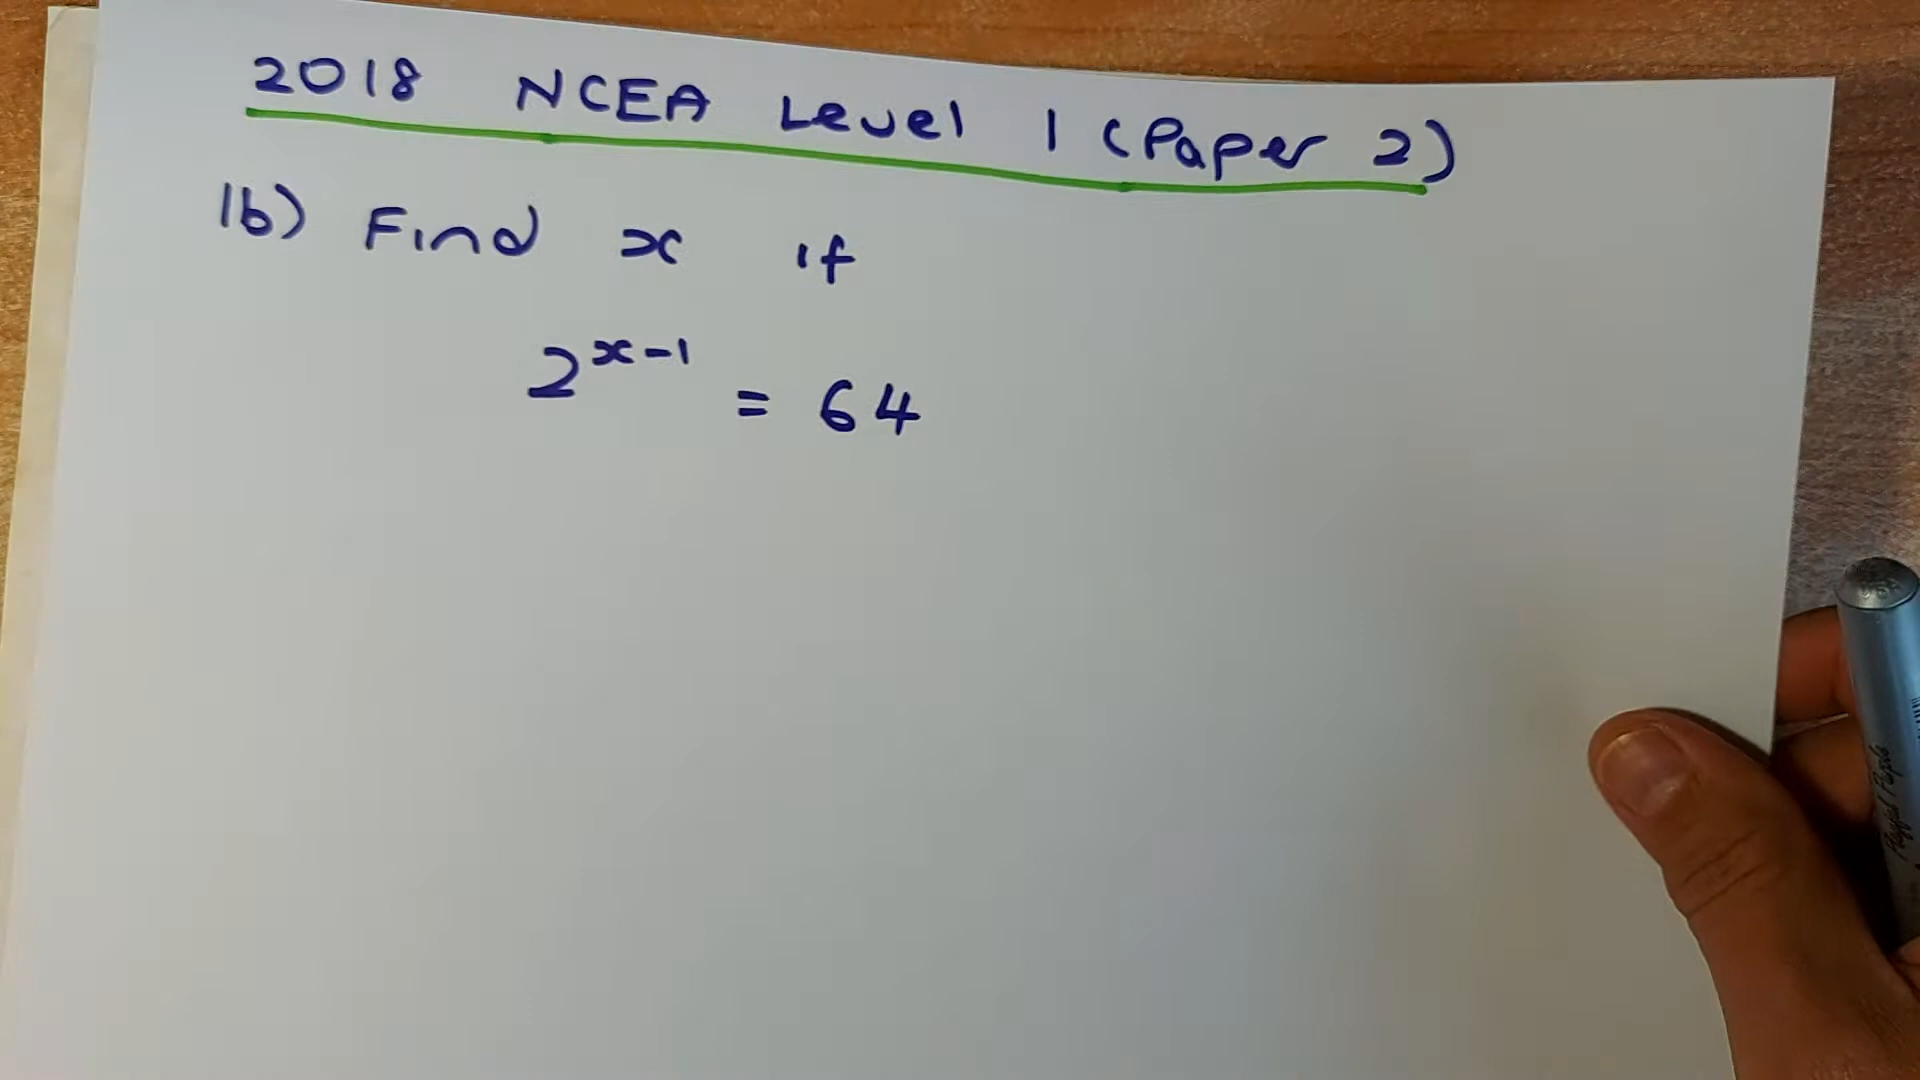 2018 NCEA Level 1 (Paper 2)
1b) Find x if
2^{x-1} = 64